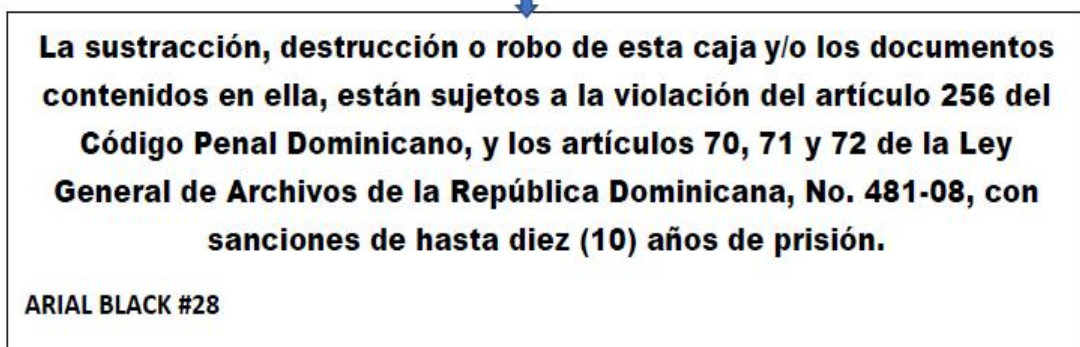 La sustracción, destrucción o robo de esta caja y/o los documentos
contenidos en ella, están sujetos a la violación del artículo 256 del
Código Penal Dominicano, y los artículos 70, 71 y 72 de la Ley
General de Archivos de la República Dominicana, No. 481-08, con
sanciones de hasta diez (10) años de prisión.
ARIAL BLACK #28